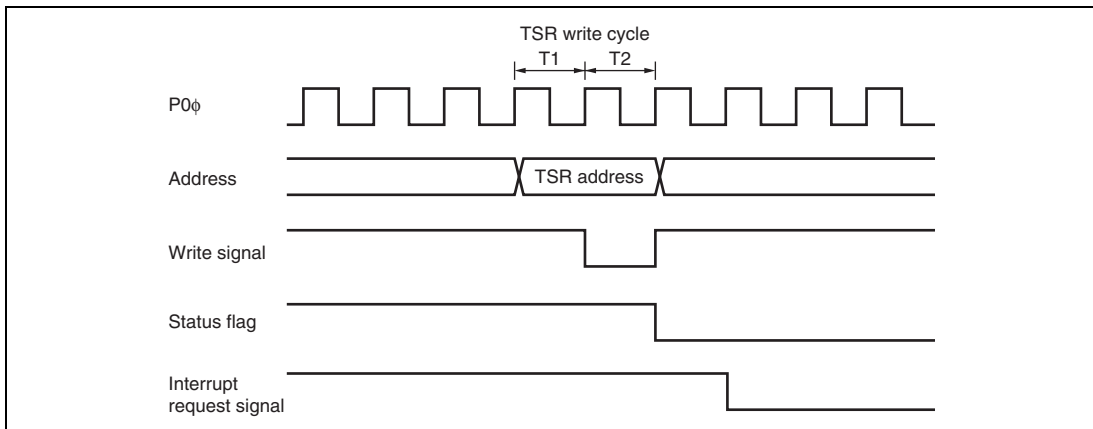 TSR write cycle
T1 T2
P0ϕ
Address
TSR address
Write signal
Status flag
Interrupt
request signal